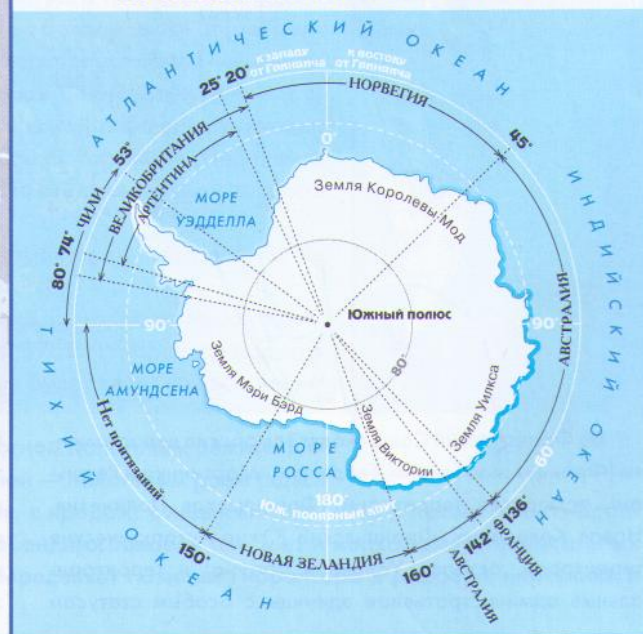 АТЛАНТИЧЕСКИЙ ОКЕАН
к западу
от Гринвича
к востоку
от Гринвича
25° 20°
НОРВЕГИЯ
45°
53°
ВЕЛИКОБРИТАНИЯ
АРГЕНТИНА
ЧИЛИ
74°
80°
0°
МОРЕ
УЭДДЕЛЛА
Земля Королевы Мод
ИНДИЙСКИЙ ОКЕАН
АВСТРАЛИЯ
Южный полюс
90°
90°
80°
МОРЕ
АМУНДСЕНА
Земля Мэри Бэрд
Земля Уилкса
Земля Виктории
60°
МОРЕ
РОССА
Нет притязаний
180°
Юж. полярный круг
150°
НОВАЯ ЗЕЛАНДИЯ
160°
АВСТРАЛИЯ
142°
ФРАНЦИЯ
136°
ТИХИЙ ОКЕАН